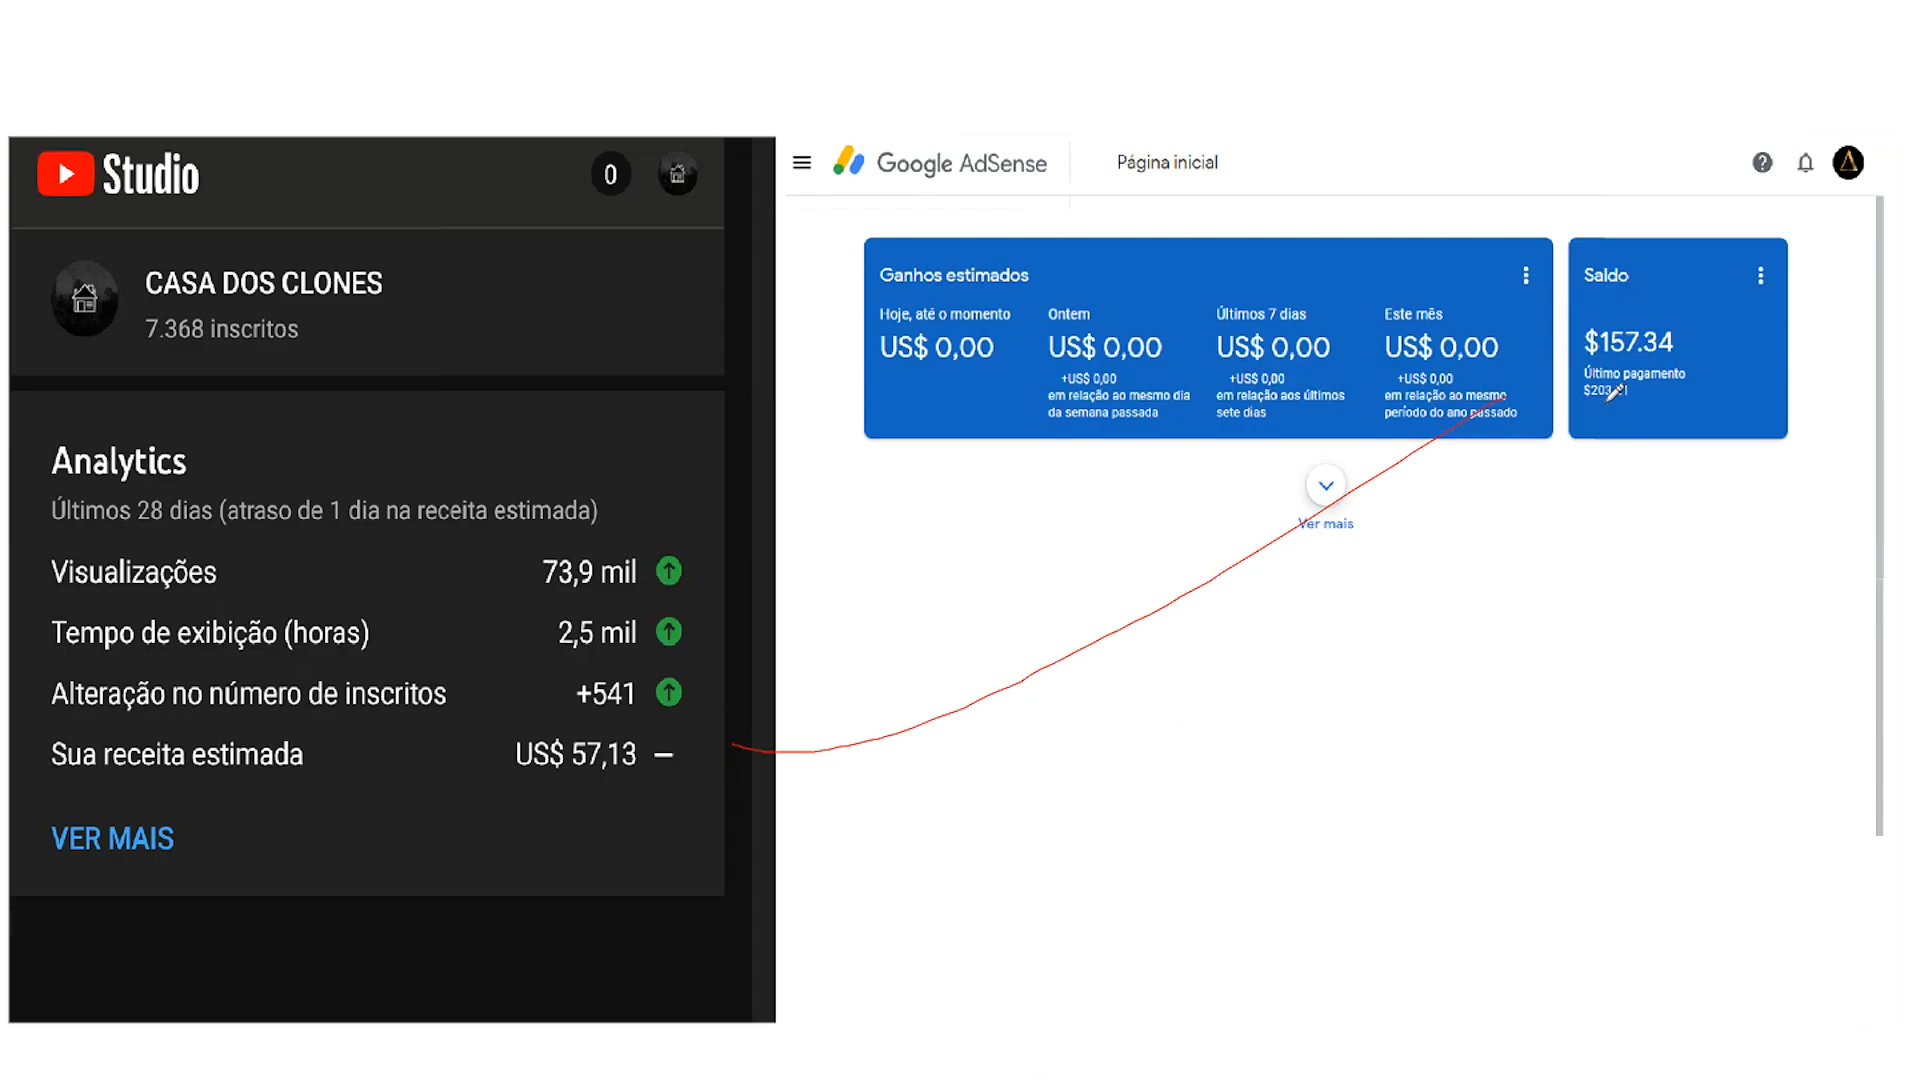 Studio
0
CASA DOS CLONES
7.368 inscritos
Analytics
Últimos 28 dias (atraso de 1 dia na receita estimada)
Visualizações 73,9 mil
Tempo de exibição (horas) 2,5 mil
Alteração no número de inscritos +541
Sua receita estimada US$ 57,13 —
VER MAIS
Google AdSense
Página inicial
Ganhos estimados
Hoje, até o momento
US$ 0,00
Ontem
US$ 0,00
+US$ 0,00
em relação ao mesmo dia
da semana passada
Últimos 7 dias
US$ 0,00
+US$ 0,00
em relação aos últimos
sete dias
Este mês
US$ 0,00
+US$ 0,00
em relação ao mesmo
período do ano passado
Saldo
$157.34
Último pagamento
Ver mais